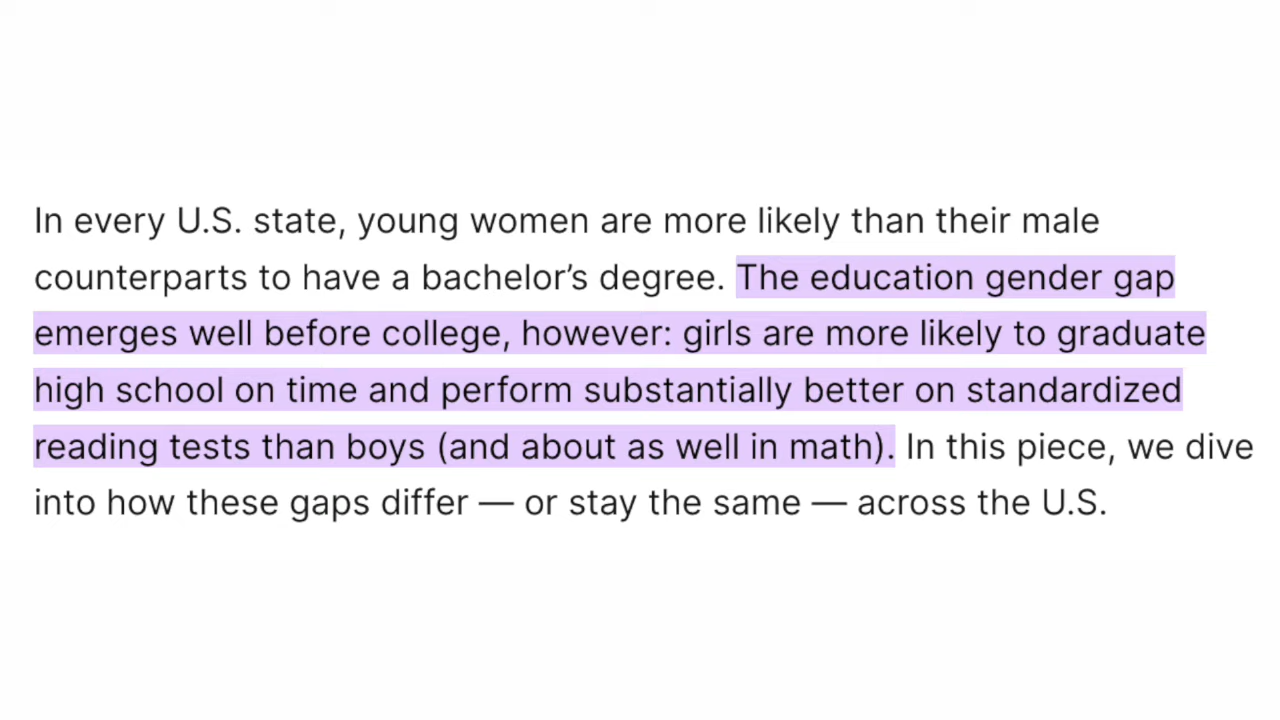 In every U.S. state, young women are more likely than their male
counterparts to have a bachelor’s degree. The education gender gap
emerges well before college, however: girls are more likely to graduate
high school on time and perform substantially better on standardized
reading tests than boys (and about as well in math). In this piece, we dive
into how these gaps differ — or stay the same — across the U.S.